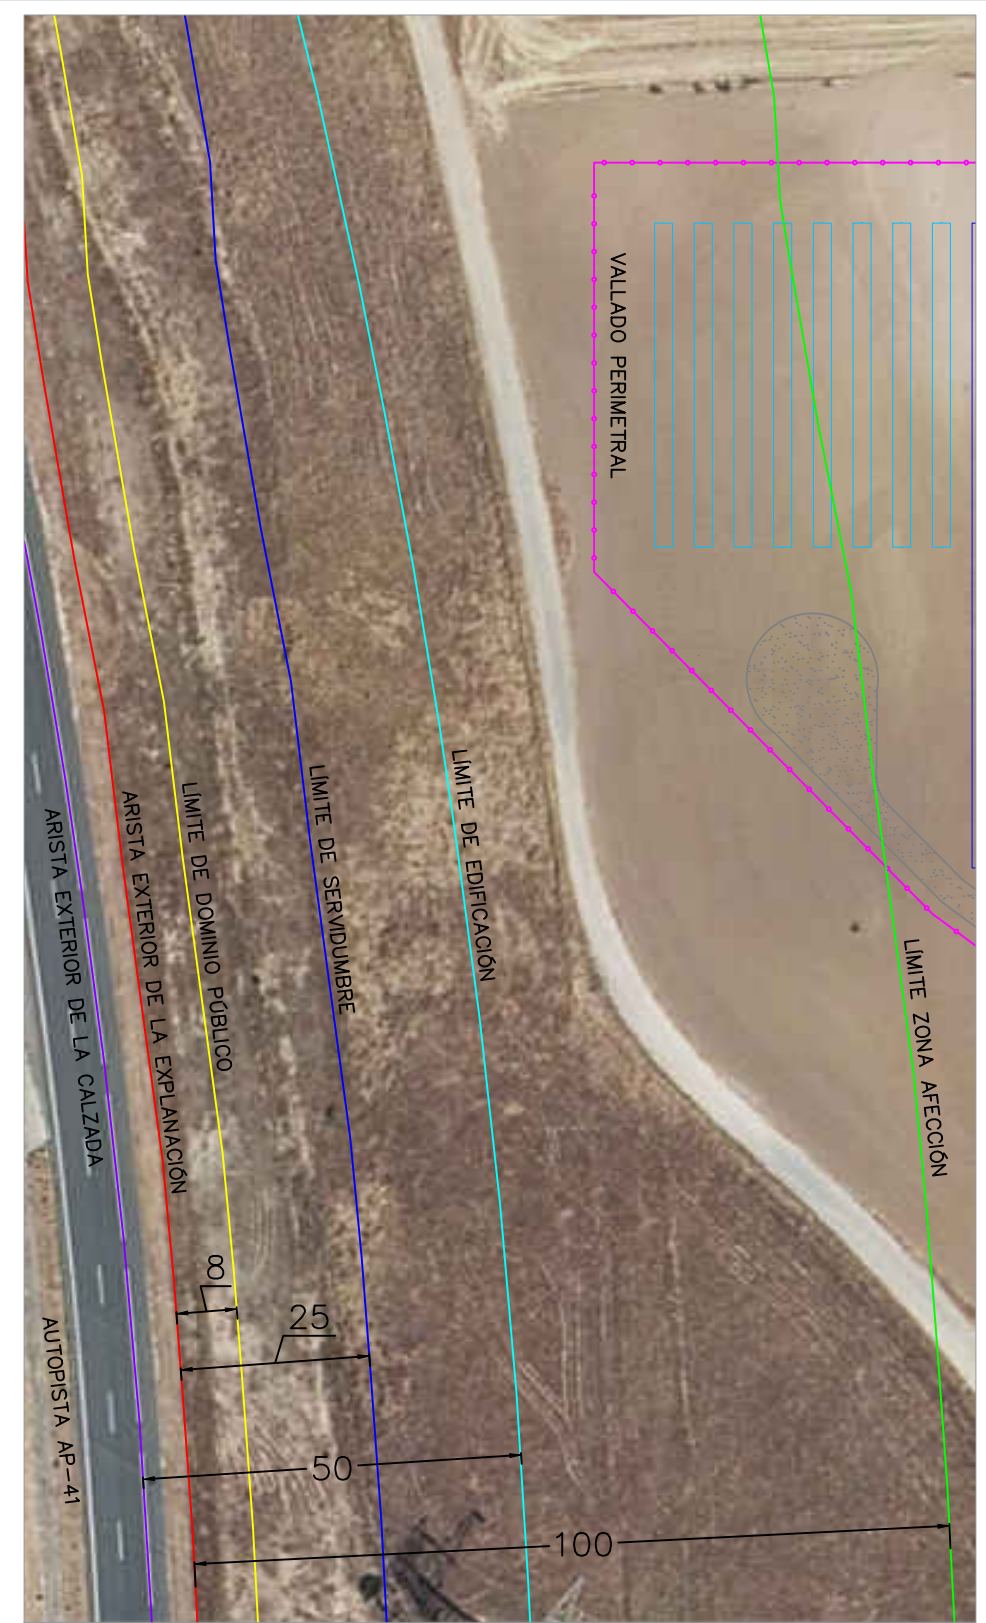 VALLADO PERIMETRAL
LÍMITE DE EDIFICACIÓN
LÍMITE DE SERVIDUMBRE
LÍMITE DE DOMINIO PÚBLICO
ARISTA EXTERIOR DE LA EXPLANACIÓN
ARISTA EXTERIOR DE LA CALZADA
LÍMITE ZONA AFECCIÓN
8
25
AUTOPISTA AP-41
50
100